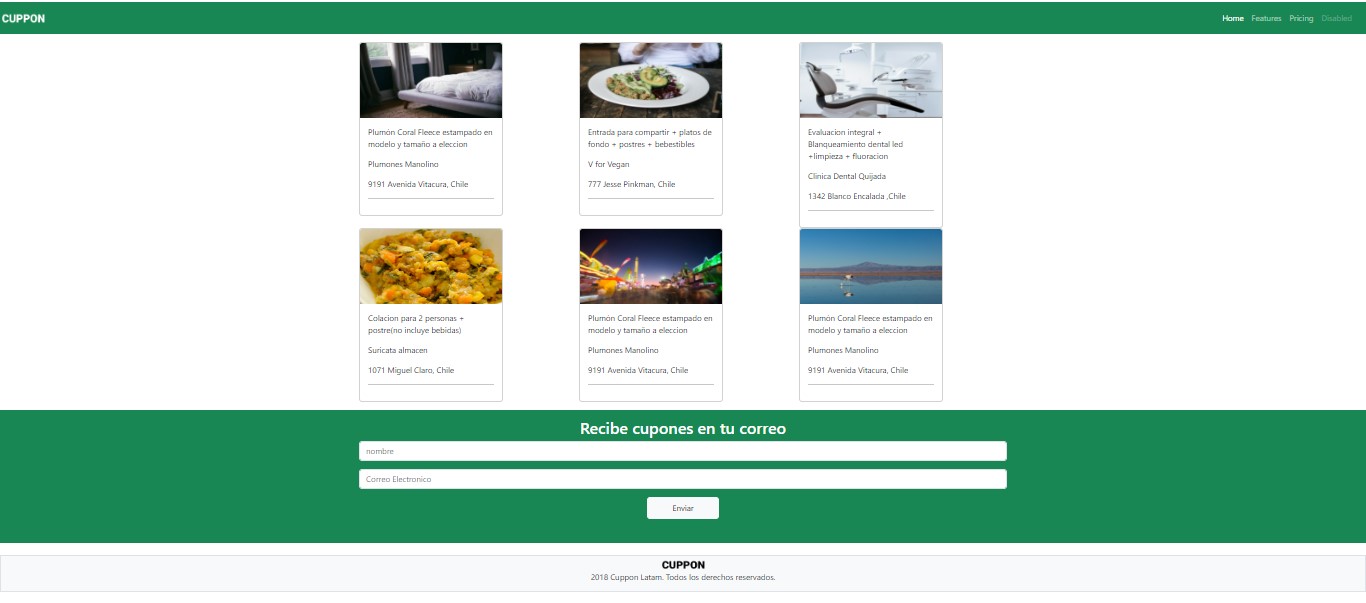 CUPPON
Home Features Pricing Disabled
Plumón Coral Fleece estampado en
modelo y tamaño a eleccion
Plumones Manolino
9191 Avenida Vitacura, Chile
Entrada para compartir + platos de
fondo + postres + bebestibles
V for Vegan
777 Jesse Pinkman, Chile
Evaluacion integral +
Blanqueamiento dental led
+limpieza + fluoracion
Clinica Dental Quijada
1342 Blanco Encalada ,Chile
Colacion para 2 personas +
postre(no incluye bebidas)
Suricata almacen
1071 Miguel Claro, Chile
Plumón Coral Fleece estampado en
modelo y tamaño a eleccion
Plumones Manolino
9191 Avenida Vitacura, Chile
Plumón Coral Fleece estampado en
modelo y tamaño a eleccion
Plumones Manolino
9191 Avenida Vitacura, Chile
Recibe cupones en tu correo
nombre
Correo Electronico
Enviar
CUPPON
2018 Cuppon Latam. Todos los derechos reservados.